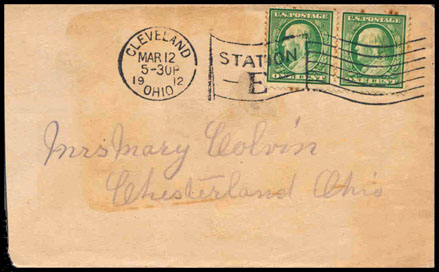 CLEVELAND
MAR 12
5-30P
19 12
OHIO
STATION
E
U.S. POSTAGE
ONE CENT
U.S. POSTAGE
ONE CENT
Mrs Mary Colvin
Chesterland Ohio